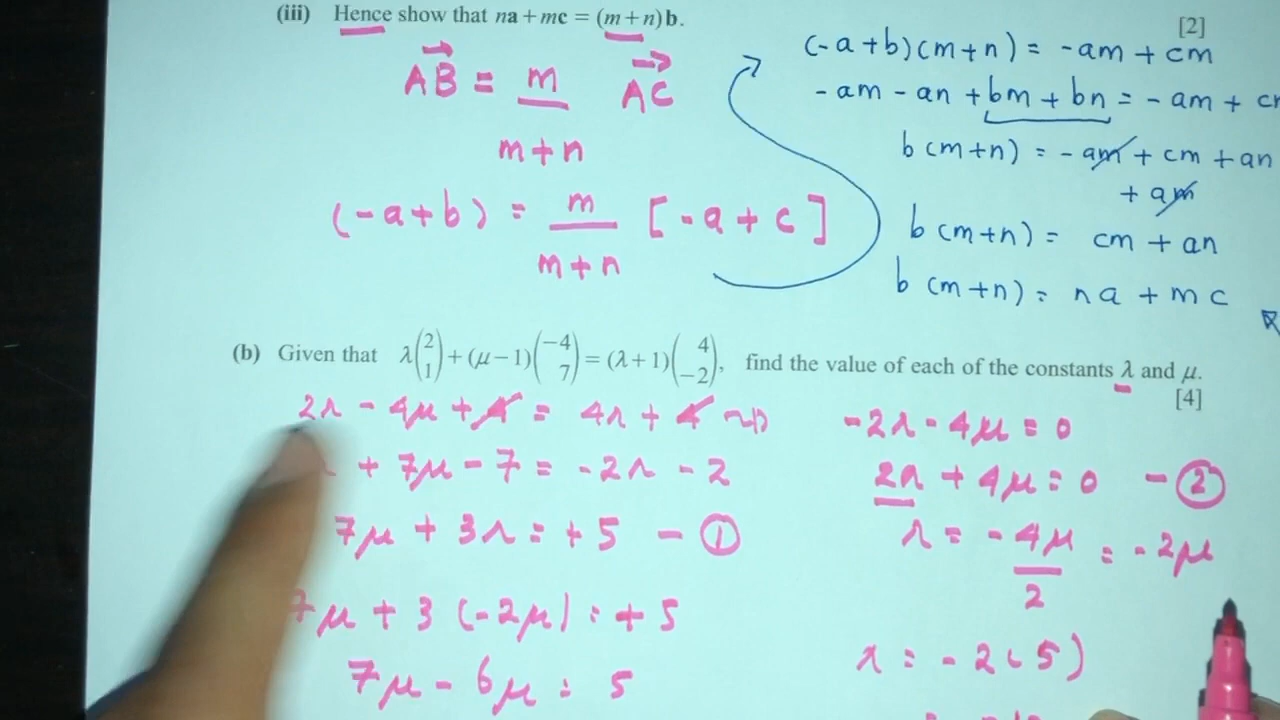 (iii) Hence show that na + mc = (m + n)b.
[2]
AB = m AC
m + n
(-a + b) = m [-a + c]
m + n
(-a + b)(m + n) = -am + cm
-am - an + bm + bn = -am +
b(m + n) = -am + cm + an
+ am
b(m + n) = cm + an
b(m + n) = na + mc
(b) Given that λ(2 1) + (μ − 1)(−4 7) = (λ + 1)(4 −2), find the value of each of the constants λ and μ.
[4]
2λ - 4μ + 4 = 4λ + 4
+ 7μ - 7 = -2λ - 2
7μ + 3λ = +5 - ①
7μ + 3(-2μ) = +5
7μ - 6μ = 5
-2λ - 4μ = 0
2λ + 4μ = 0 - ②
λ = -4μ = -2μ
2
λ = -2(5)